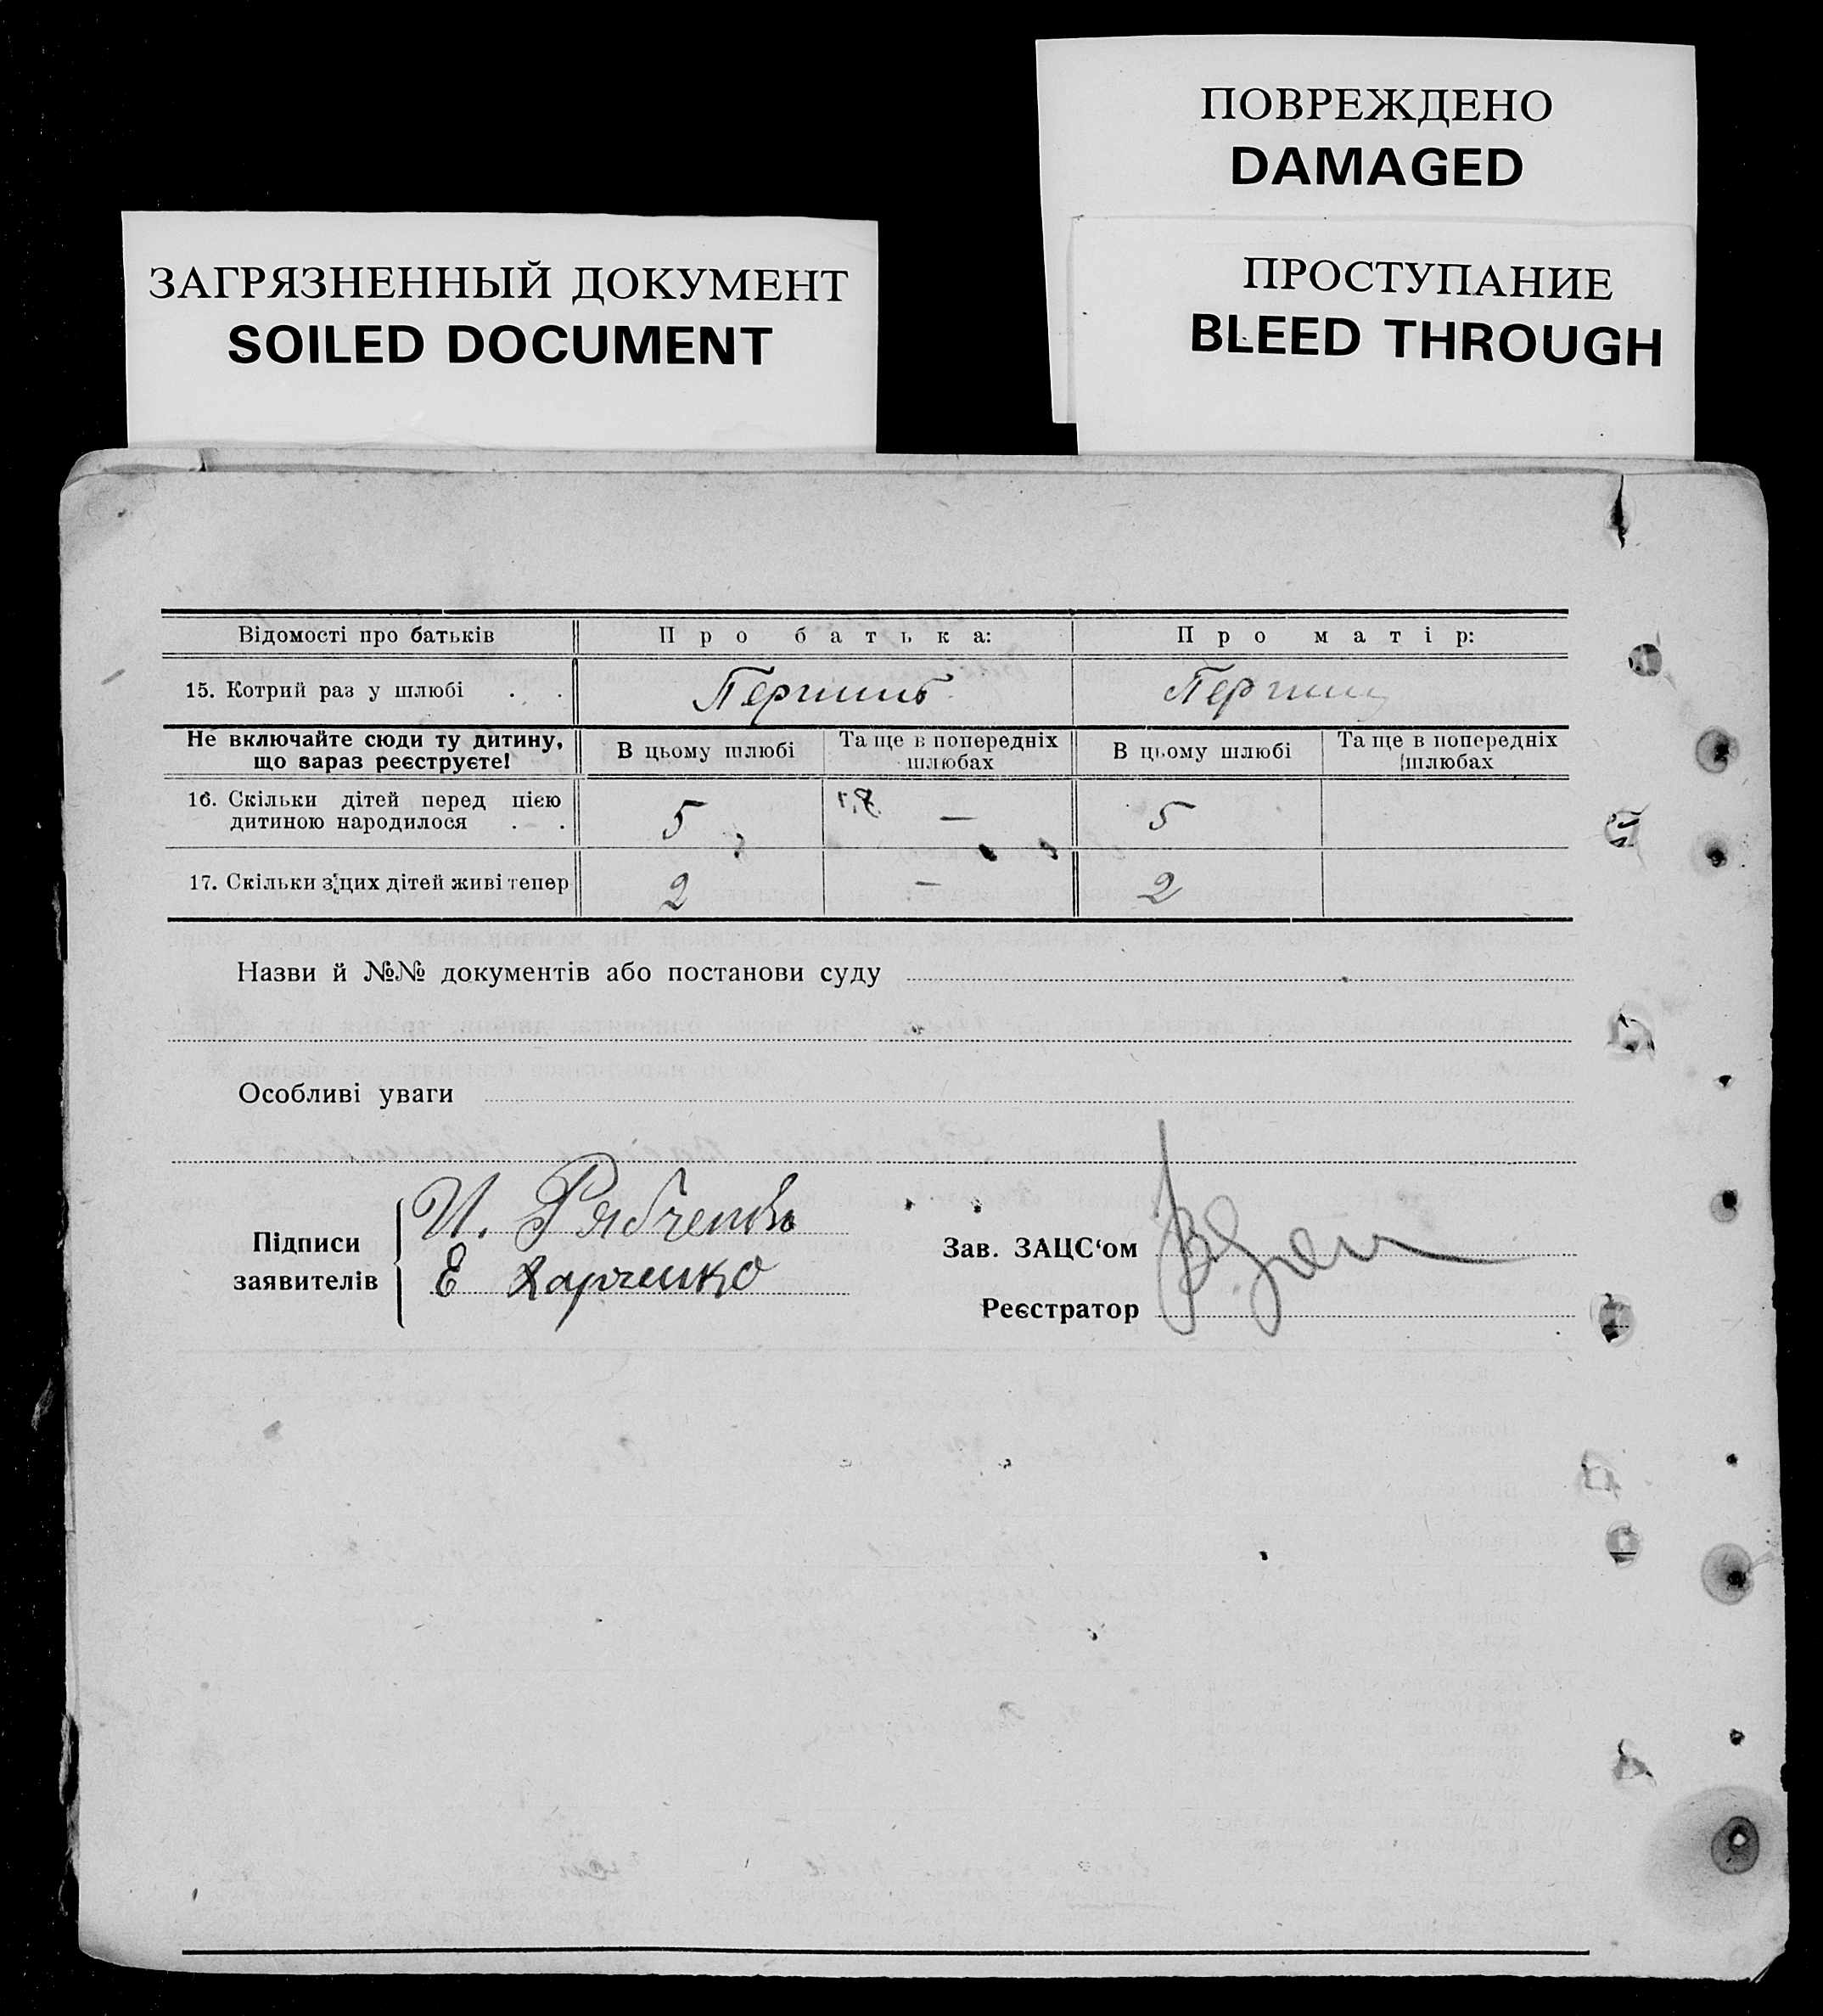 ПОВРЕЖДЕНО
DAMAGED
ЗАГРЯЗНЕННЫЙ ДОКУМЕНТ
SOILED DOCUMENT
ПРОСТУПАНИЕ
BLEED THROUGH
Відомості про батьків Про батька: Про матір:
15. Котрий раз у шлюбі . .
Не включайте сюди ту дитину, що зараз реєструєте! В цьому шлюбі Та ще в попередніх шлюбах В цьому шлюбі Та ще в попередніх шлюбах
16. Скільки дітей перед цією дитиною народилося . . 5 — 5
17. Скільки з цих дітей живі тепер 2 — 2
Назви й №№ документів або постанови суду
Особливі уваги
Підписи заявителів
И.
Е Харченко
Зав. ЗАЦС‘ом
Реєстратор